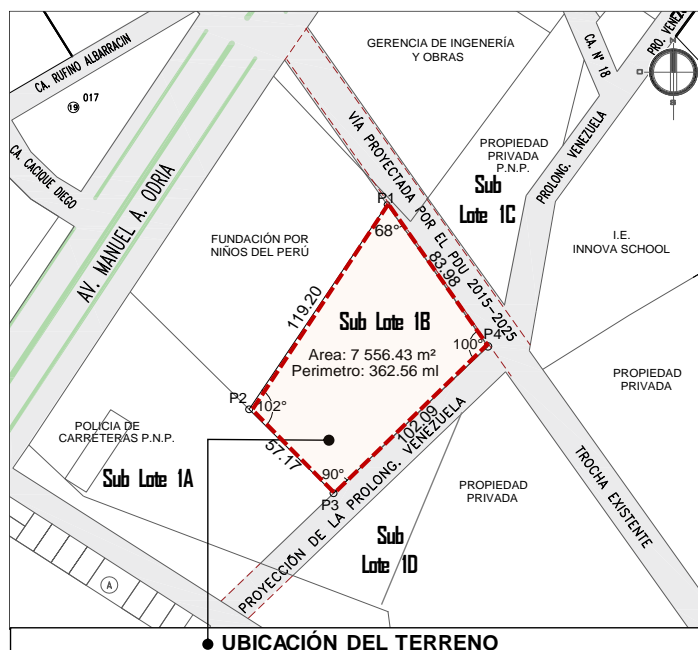 CA. RUFINO ALBARRACIN
19
017
CA. CACIQUE DIEGO
AV. MANUEL A. ODRIA
GERENCIA DE INGENERÍA
Y OBRAS
CA. Nº 18
PRO. VENEZ
N
PROLONG. VENEZUELA
VÍA PROYECTADA POR EL PDU 2015-2025
PROPIEDAD
PRIVADA
P.N.P.
Sub
Lote 1C
I.E.
INNOVA SCHOOL
FUNDACIÓN POR
NIÑOS DEL PERÚ
P1
68°
83.98
119.20
Sub Lote 1B
Area: 7 556.43 m²
Perimetro: 362.56 ml
P4
100°
P2
102°
57.17
90°
P3
102.09
PROPIEDAD
PRIVADA
POLICIA DE
CARRETERAS P.N.P.
Sub Lote 1A
PROYECCIÓN DE LA PROLONG. VENEZUELA
PROPIEDAD
PRIVADA
TROCHA EXISTENTE
Sub
Lote 1D
A
UBICACIÓN DEL TERRENO